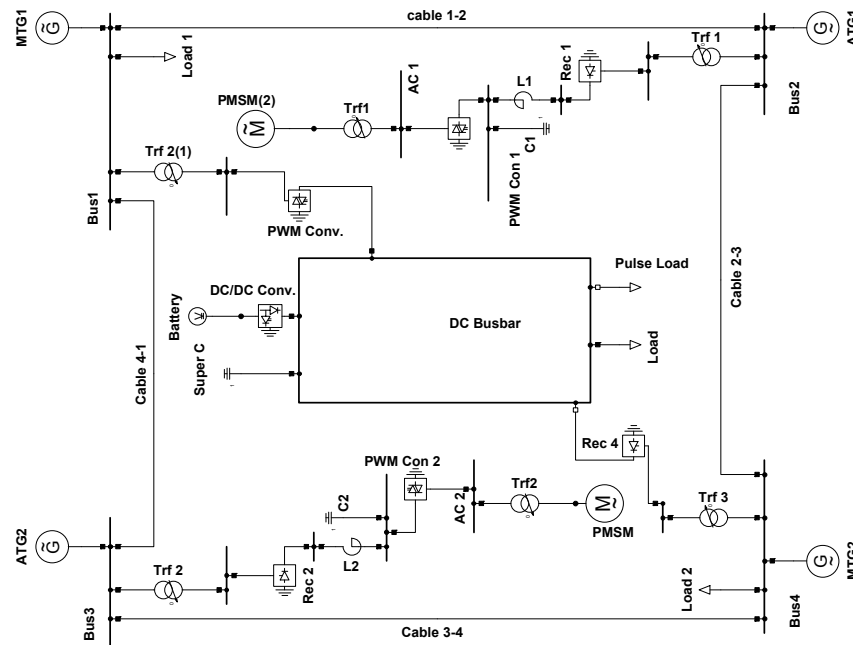 MTG1
G
~
cable 1-2
ATG1
G
~
Load 1
AC 1
L1
Rec 1
Trf 1
PMSM(2)
M
~
Trf1
C1
PWM Con 1
Bus2
Trf 2(1)
Bus1
PWM Conv.
Pulse Load
Battery
DC/DC Conv.
DC Busbar
Cable 2-3
Super C
Load
Cable 4-1
Rec 4
PWM Con 2
C2
AC 2
Trf2
M
~
PMSM
Trf 3
ATG2
G
~
L2
Rec 2
Trf 2
Load 2
G
~
MTG2
Bus3
Bus4
Cable 3-4